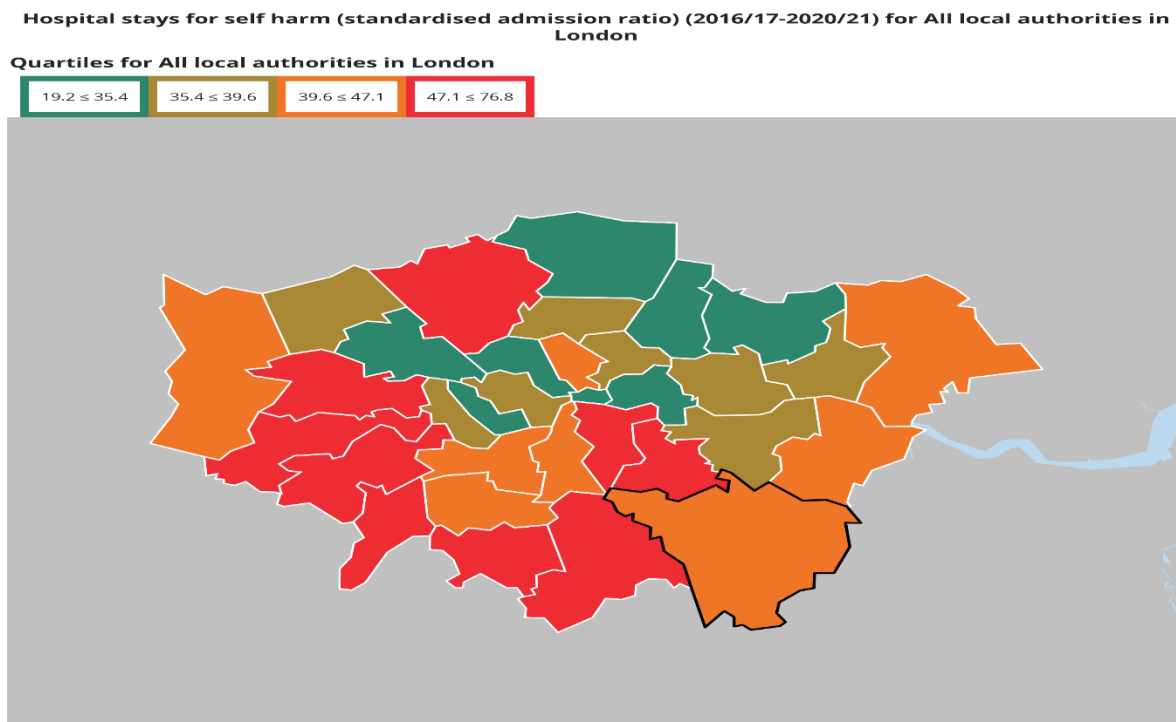 Hospital stays for self harm (standardised admission ratio) (2016/17-2020/21) for All local authorities in
London
Quartiles for All local authorities in London
19.2 ≤ 35.4 35.4 ≤ 39.6 39.6 ≤ 47.1 47.1 ≤ 76.8